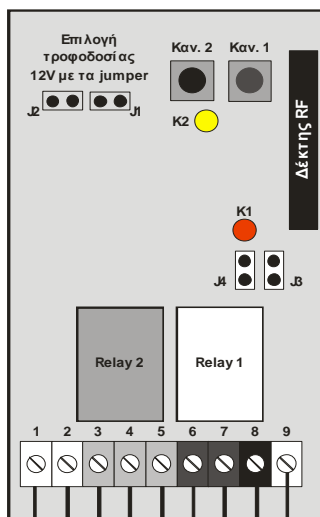 Επιλογή
τροφοδοσίας
12V με τα jumper
J2
J1
Καν. 2
Καν. 1
K2
Δέκτης RF
K1
J4
J3
Relay 2
Relay 1
1 2 3 4 5 6 7 8 9